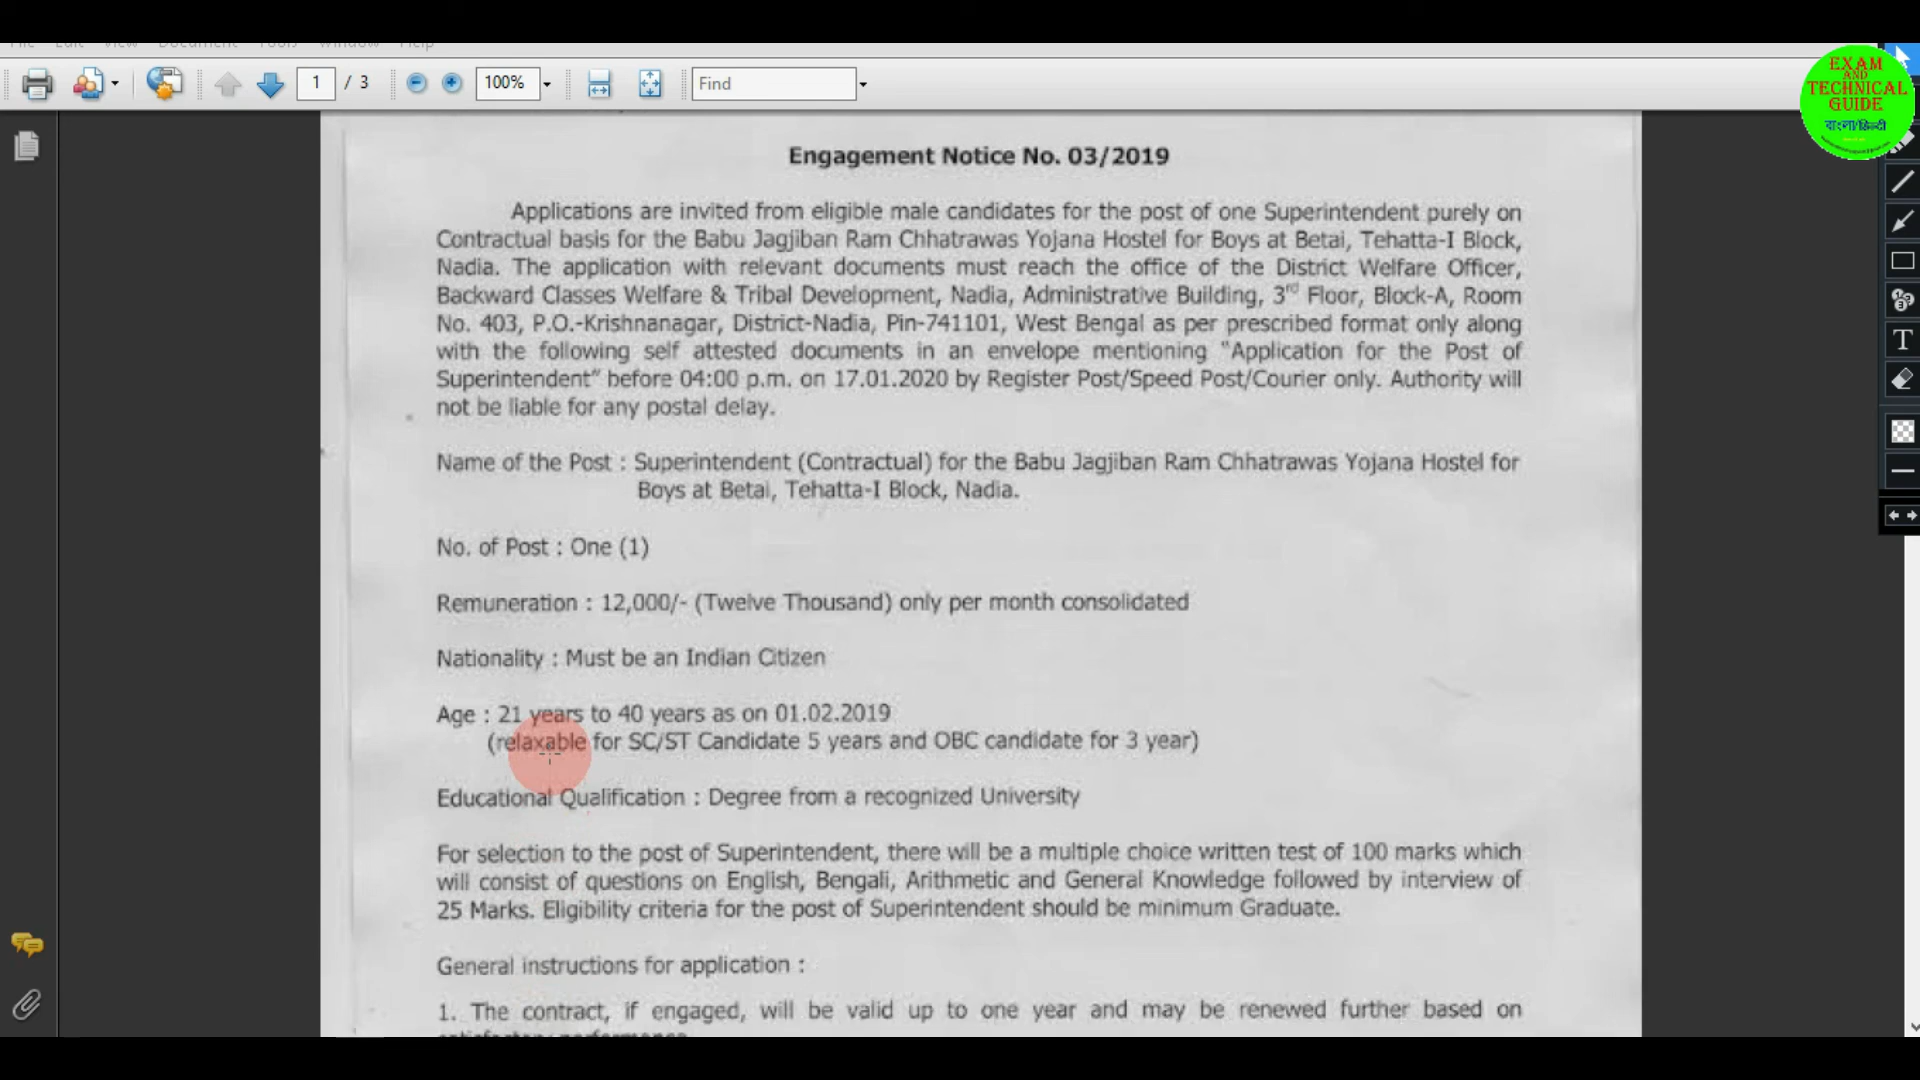 File Edit View Document Tools Window Help
1 / 3 100% Find
EXAM
AND
TECHNICAL
GUIDE
বাংলা/हिन्दी
T
Engagement Notice No. 03/2019
Applications are invited from eligible male candidates for the post of one Superintendent purely on
Contractual basis for the Babu Jagjiban Ram Chhatrawas Yojana Hostel for Boys at Betai, Tehatta-I Block,
Nadia. The application with relevant documents must reach the office of the District Welfare Officer,
Backward Classes Welfare & Tribal Development, Nadia, Administrative Building, 3rd Floor, Block-A, Room
No. 403, P.O.-Krishnanagar, District-Nadia, Pin-741101, West Bengal as per prescribed format only along
with the following self attested documents in an envelope mentioning "Application for the Post of
Superintendent" before 04:00 p.m. on 17.01.2020 by Register Post/Speed Post/Courier only. Authority will
not be liable for any postal delay.
Name of the Post : Superintendent (Contractual) for the Babu Jagjiban Ram Chhatrawas Yojana Hostel for
Boys at Betai, Tehatta-I Block, Nadia.
No. of Post : One (1)
Remuneration : 12,000/- (Twelve Thousand) only per month consolidated
Nationality : Must be an Indian Citizen
Age : 21 years to 40 years as on 01.02.2019
(relaxable for SC/ST Candidate 5 years and OBC candidate for 3 year)
Educational Qualification : Degree from a recognized University
For selection to the post of Superintendent, there will be a multiple choice written test of 100 marks which
will consist of questions on English, Bengali, Arithmetic and General Knowledge followed by interview of
25 Marks. Eligibility criteria for the post of Superintendent should be minimum Graduate.
General instructions for application :
1. The contract, if engaged, will be valid up to one year and may be renewed further based on
satisfactory performance